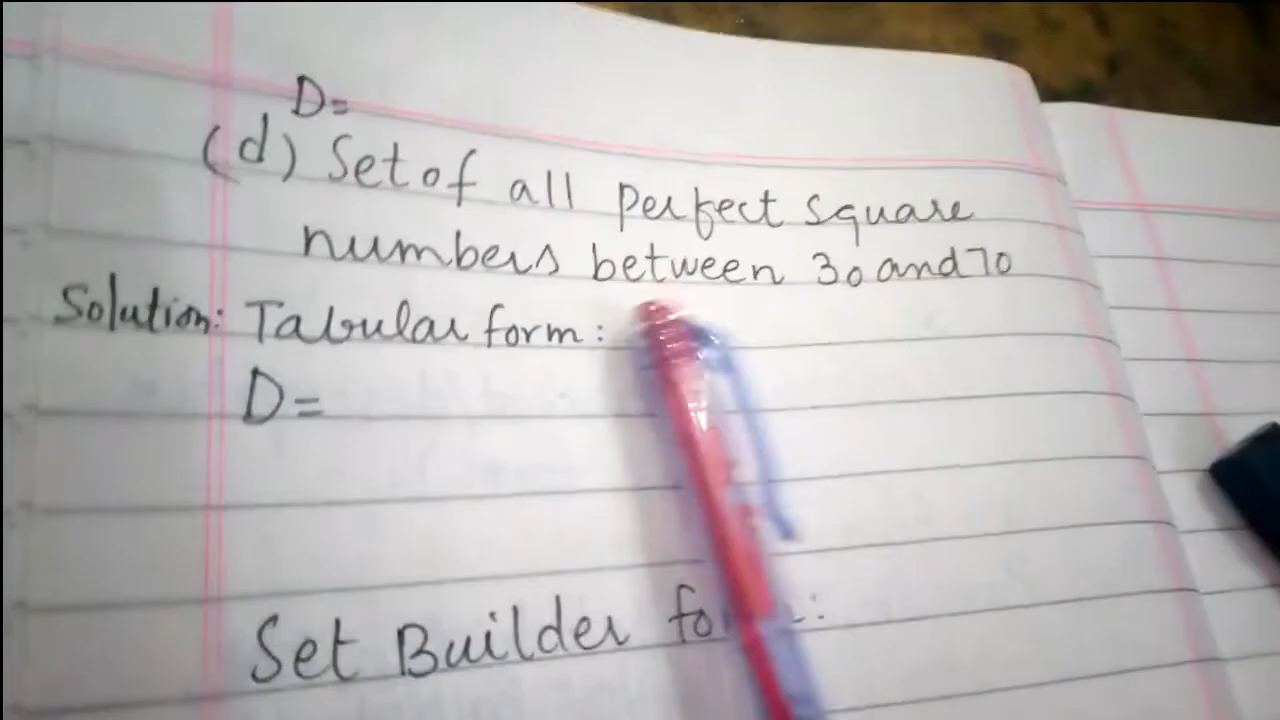 D=
(d) Set of all perfect square
numbers between 30 and 70
Solution: Tabular form:
D=
Set Builder